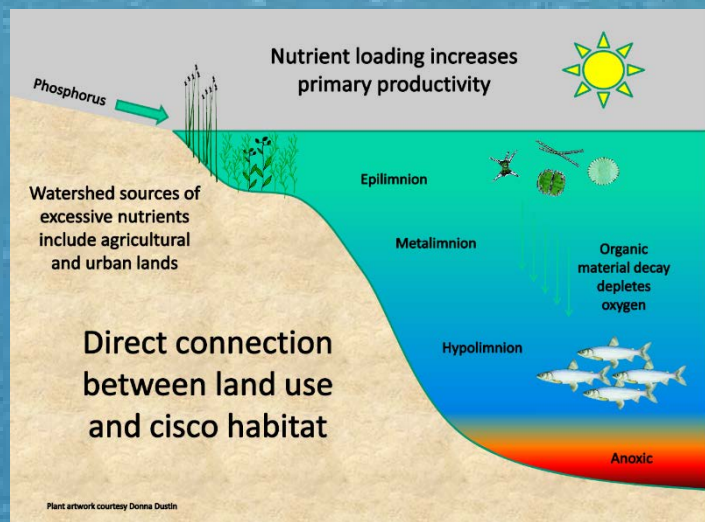 Nutrient loading increases
primary productivity
Phosphorus
Watershed sources of
excessive nutrients
include agricultural
and urban lands
Epilimnion
Metalimnion
Organic
material decay
depletes
oxygen
Hypolimnion
Direct connection
between land use
and cisco habitat
Anoxic
Plant artwork courtesy Donna Dustin